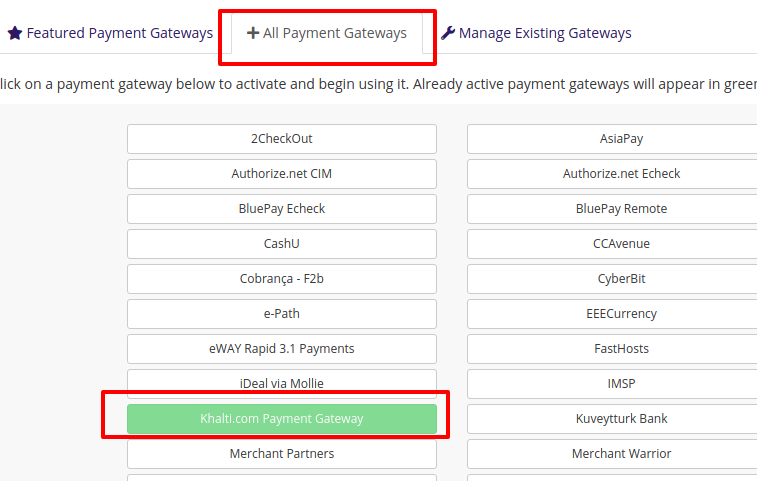 Featured Payment Gateways
All Payment Gateways
Manage Existing Gateways
lick on a payment gateway below to activate and begin using it. Already active payment gateways will appear in green
2CheckOut
AsiaPay
Authorize.net CIM
Authorize.net Echeck
BluePay Echeck
BluePay Remote
CashU
CCAvenue
Cobrança - F2b
CyberBit
e-Path
EEECurrency
eWAY Rapid 3.1 Payments
FastHosts
iDeal via Mollie
IMSP
Khalti.com Payment Gateway
Kuveytturk Bank
Merchant Partners
Merchant Warrior